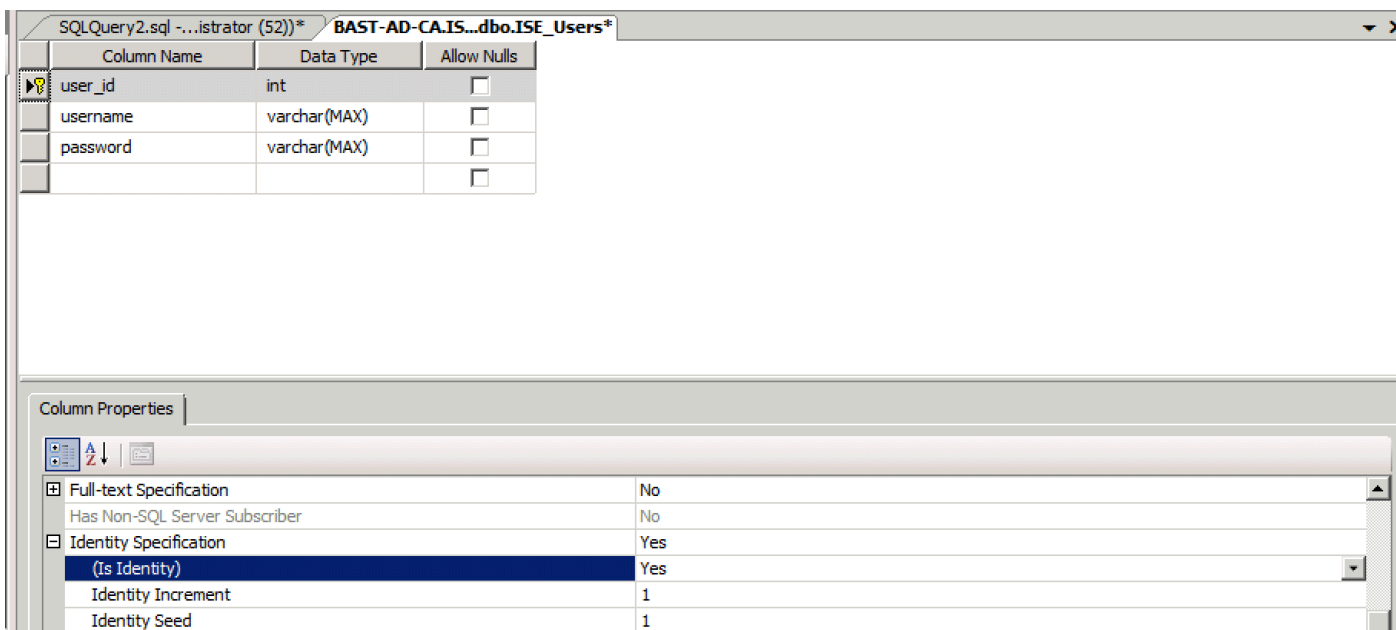 SQLQuery2.sql -...istrator (52))* BAST-AD-CA.IS...dbo.ISE_Users*
Column Name Data Type Allow Nulls
user_id int
username varchar(MAX)
password varchar(MAX)
Column Properties
A
Z
Full-text Specification No
Has Non-SQL Server Subscriber No
Identity Specification Yes
(Is Identity) Yes
Identity Increment 1
Identity Seed 1